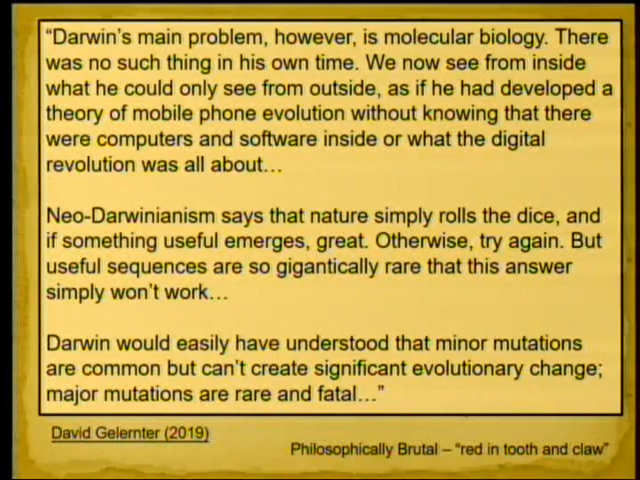 “Darwin’s main problem, however, is molecular biology. There
was no such thing in his own time. We now see from inside
what he could only see from outside, as if he had developed a
theory of mobile phone evolution without knowing that there
were computers and software inside or what the digital
revolution was all about…
Neo-Darwinianism says that nature simply rolls the dice, and
if something useful emerges, great. Otherwise, try again. But
useful sequences are so gigantically rare that this answer
simply won’t work…
Darwin would easily have understood that minor mutations
are common but can’t create significant evolutionary change;
major mutations are rare and fatal…”
David Gelernter (2019)
Philosophically Brutal – “red in tooth and claw”